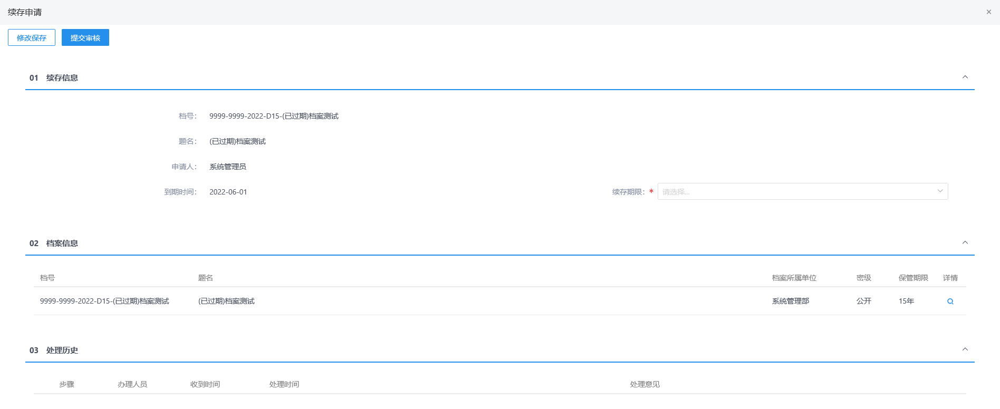 续存申请
修改保存 提交审核
01 续存信息
档号： 9999-9999-2022-D15-(已过期)档案测试
题名： (已过期)档案测试
申请人： 系统管理员
到期时间： 2022-06-01 续存期限：* 请选择...
02 档案信息
档号 题名 档案所属单位 密级 保管期限 详情
9999-9999-2022-D15-(已过期)档案测试 (已过期)档案测试 系统管理部 公开 15年
03 处理历史
步骤 办理人员 收到时间 处理时间 处理意见